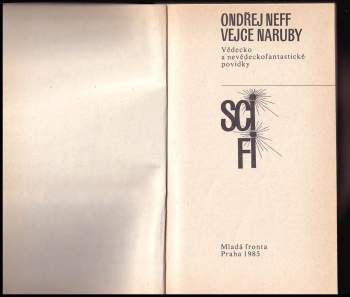 ONDŘEJ NEFF
VEJCE NARUBY
Vědecko
a nevědeckofantastické
povídky
SCI
FI
Mladá fronta
Praha 1985